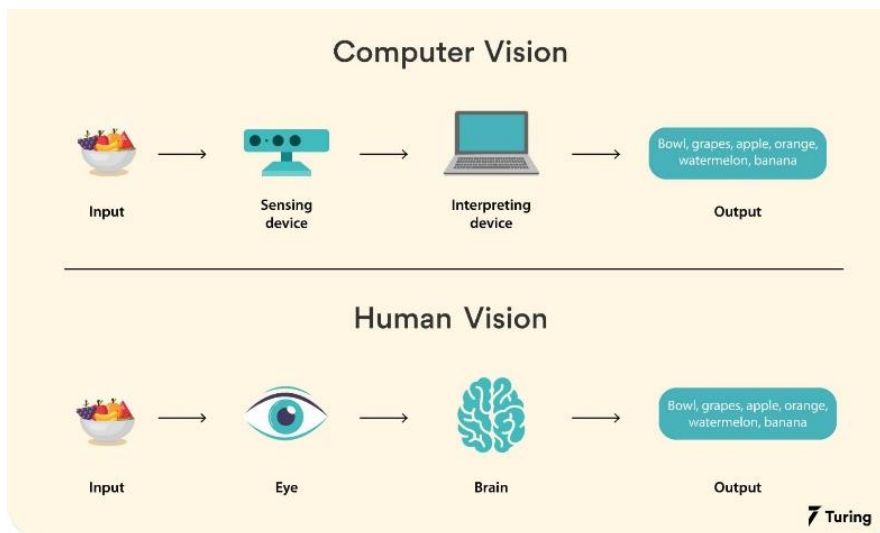 Computer Vision
Bowl, grapes, apple, orange,
watermelon, banana
Input
Sensing
device
Interpreting
device
Output
Human Vision
Bowl, grapes, apple, orange,
watermelon, banana
Input
Eye
Brain
Output
Turing